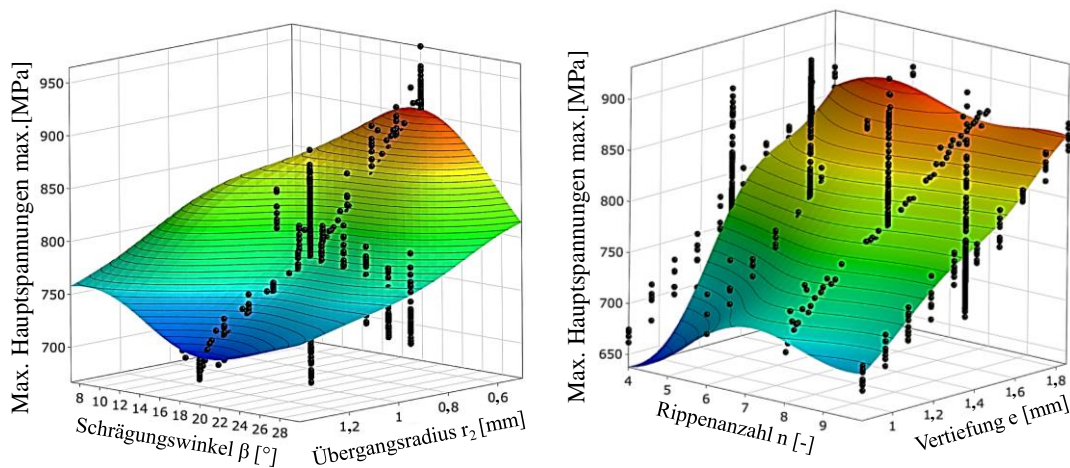 Max. Hauptspannungen max.[MPa]
950
900
850
800
750
700
8 10 12 14 16 18 20 22 24 26 28
Schrägungswinkel β [°]
1,2 1 0,8 0,6
Übergangsradius r2 [mm]
Max. Hauptspannungen max. [MPa]
900
850
800
750
700
650
4 5 6 7 8 9
Rippenanzahl n [-]
1 1,2 1,4 1,6 1,8
Vertiefung e [mm]